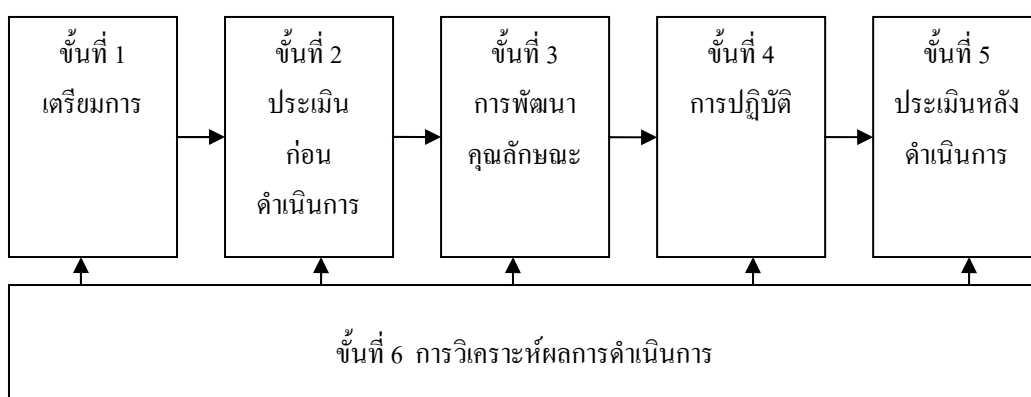 ขั้นที่ 1
เตรียมการ
ขั้นที่ 2
ประเมิน
ก่อน
ดำเนินการ
ขั้นที่ 3
การพัฒนา
คุณลักษณะ
ขั้นที่ 4
การปฏิบัติ
ขั้นที่ 5
ประเมินหลัง
ดำเนินการ
ขั้นที่ 6 การวิเคราะห์ผลการดำเนินการ